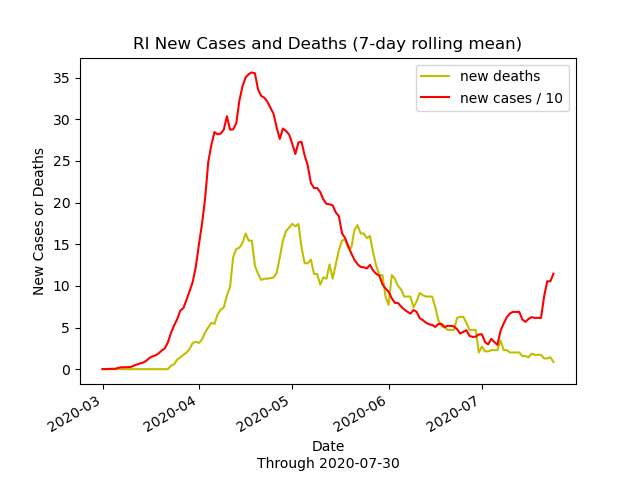 RI New Cases and Deaths (7-day rolling mean)
new deaths
new cases / 10
New Cases or Deaths
35
30
25
20
15
10
5
0
2020-03
2020-04
2020-05
2020-06
2020-07
Date
Through 2020-07-30